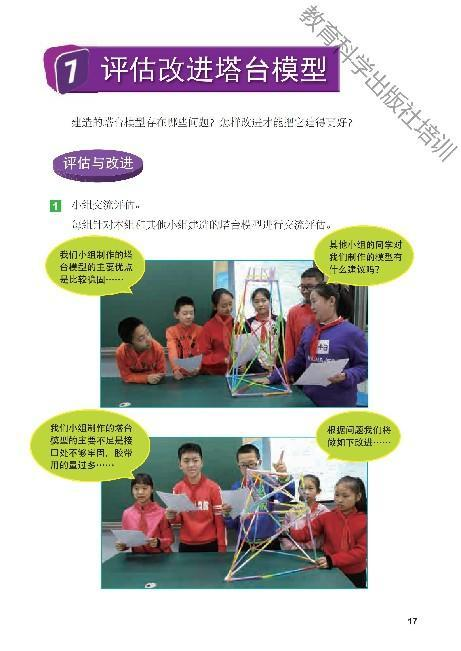 教育科学出版社培训
7 评估改进塔台模型
建造的塔台模型存在哪些问题？怎样改进才能把它建得更好？
评估与改进
1 小组交流评估。
每组针对本组和其他小组建造的塔台模型进行交流评估。
我们小组制作的塔
台模型的主要优点
是比较稳固……
其他小组的同学对
我们制作的模型有
什么建议吗？
我们小组制作的塔台
模型的主要不足是接
口处不够牢固，胶带
用的量过多……
根据问题我们将
做如下改进……
17